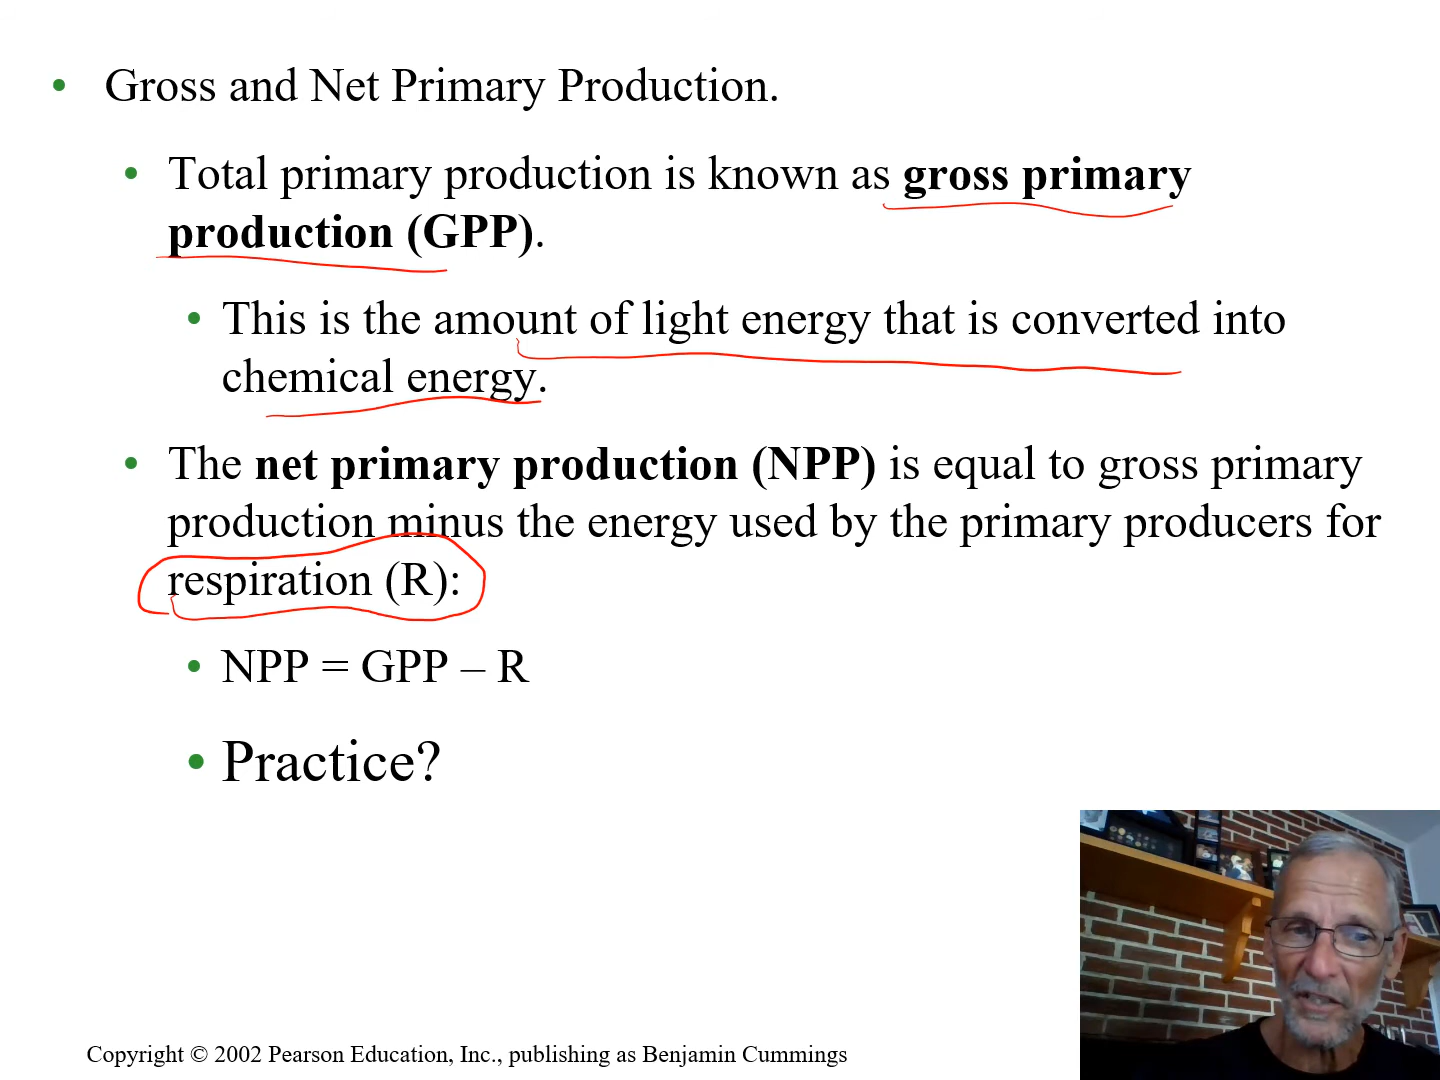 • Gross and Net Primary Production.
• Total primary production is known as gross primary
production (GPP).
• This is the amount of light energy that is converted into
chemical energy.
• The net primary production (NPP) is equal to gross primary
production minus the energy used by the primary producers for
respiration (R):
• NPP = GPP – R
• Practice?
Copyright © 2002 Pearson Education, Inc., publishing as Benjamin Cummings